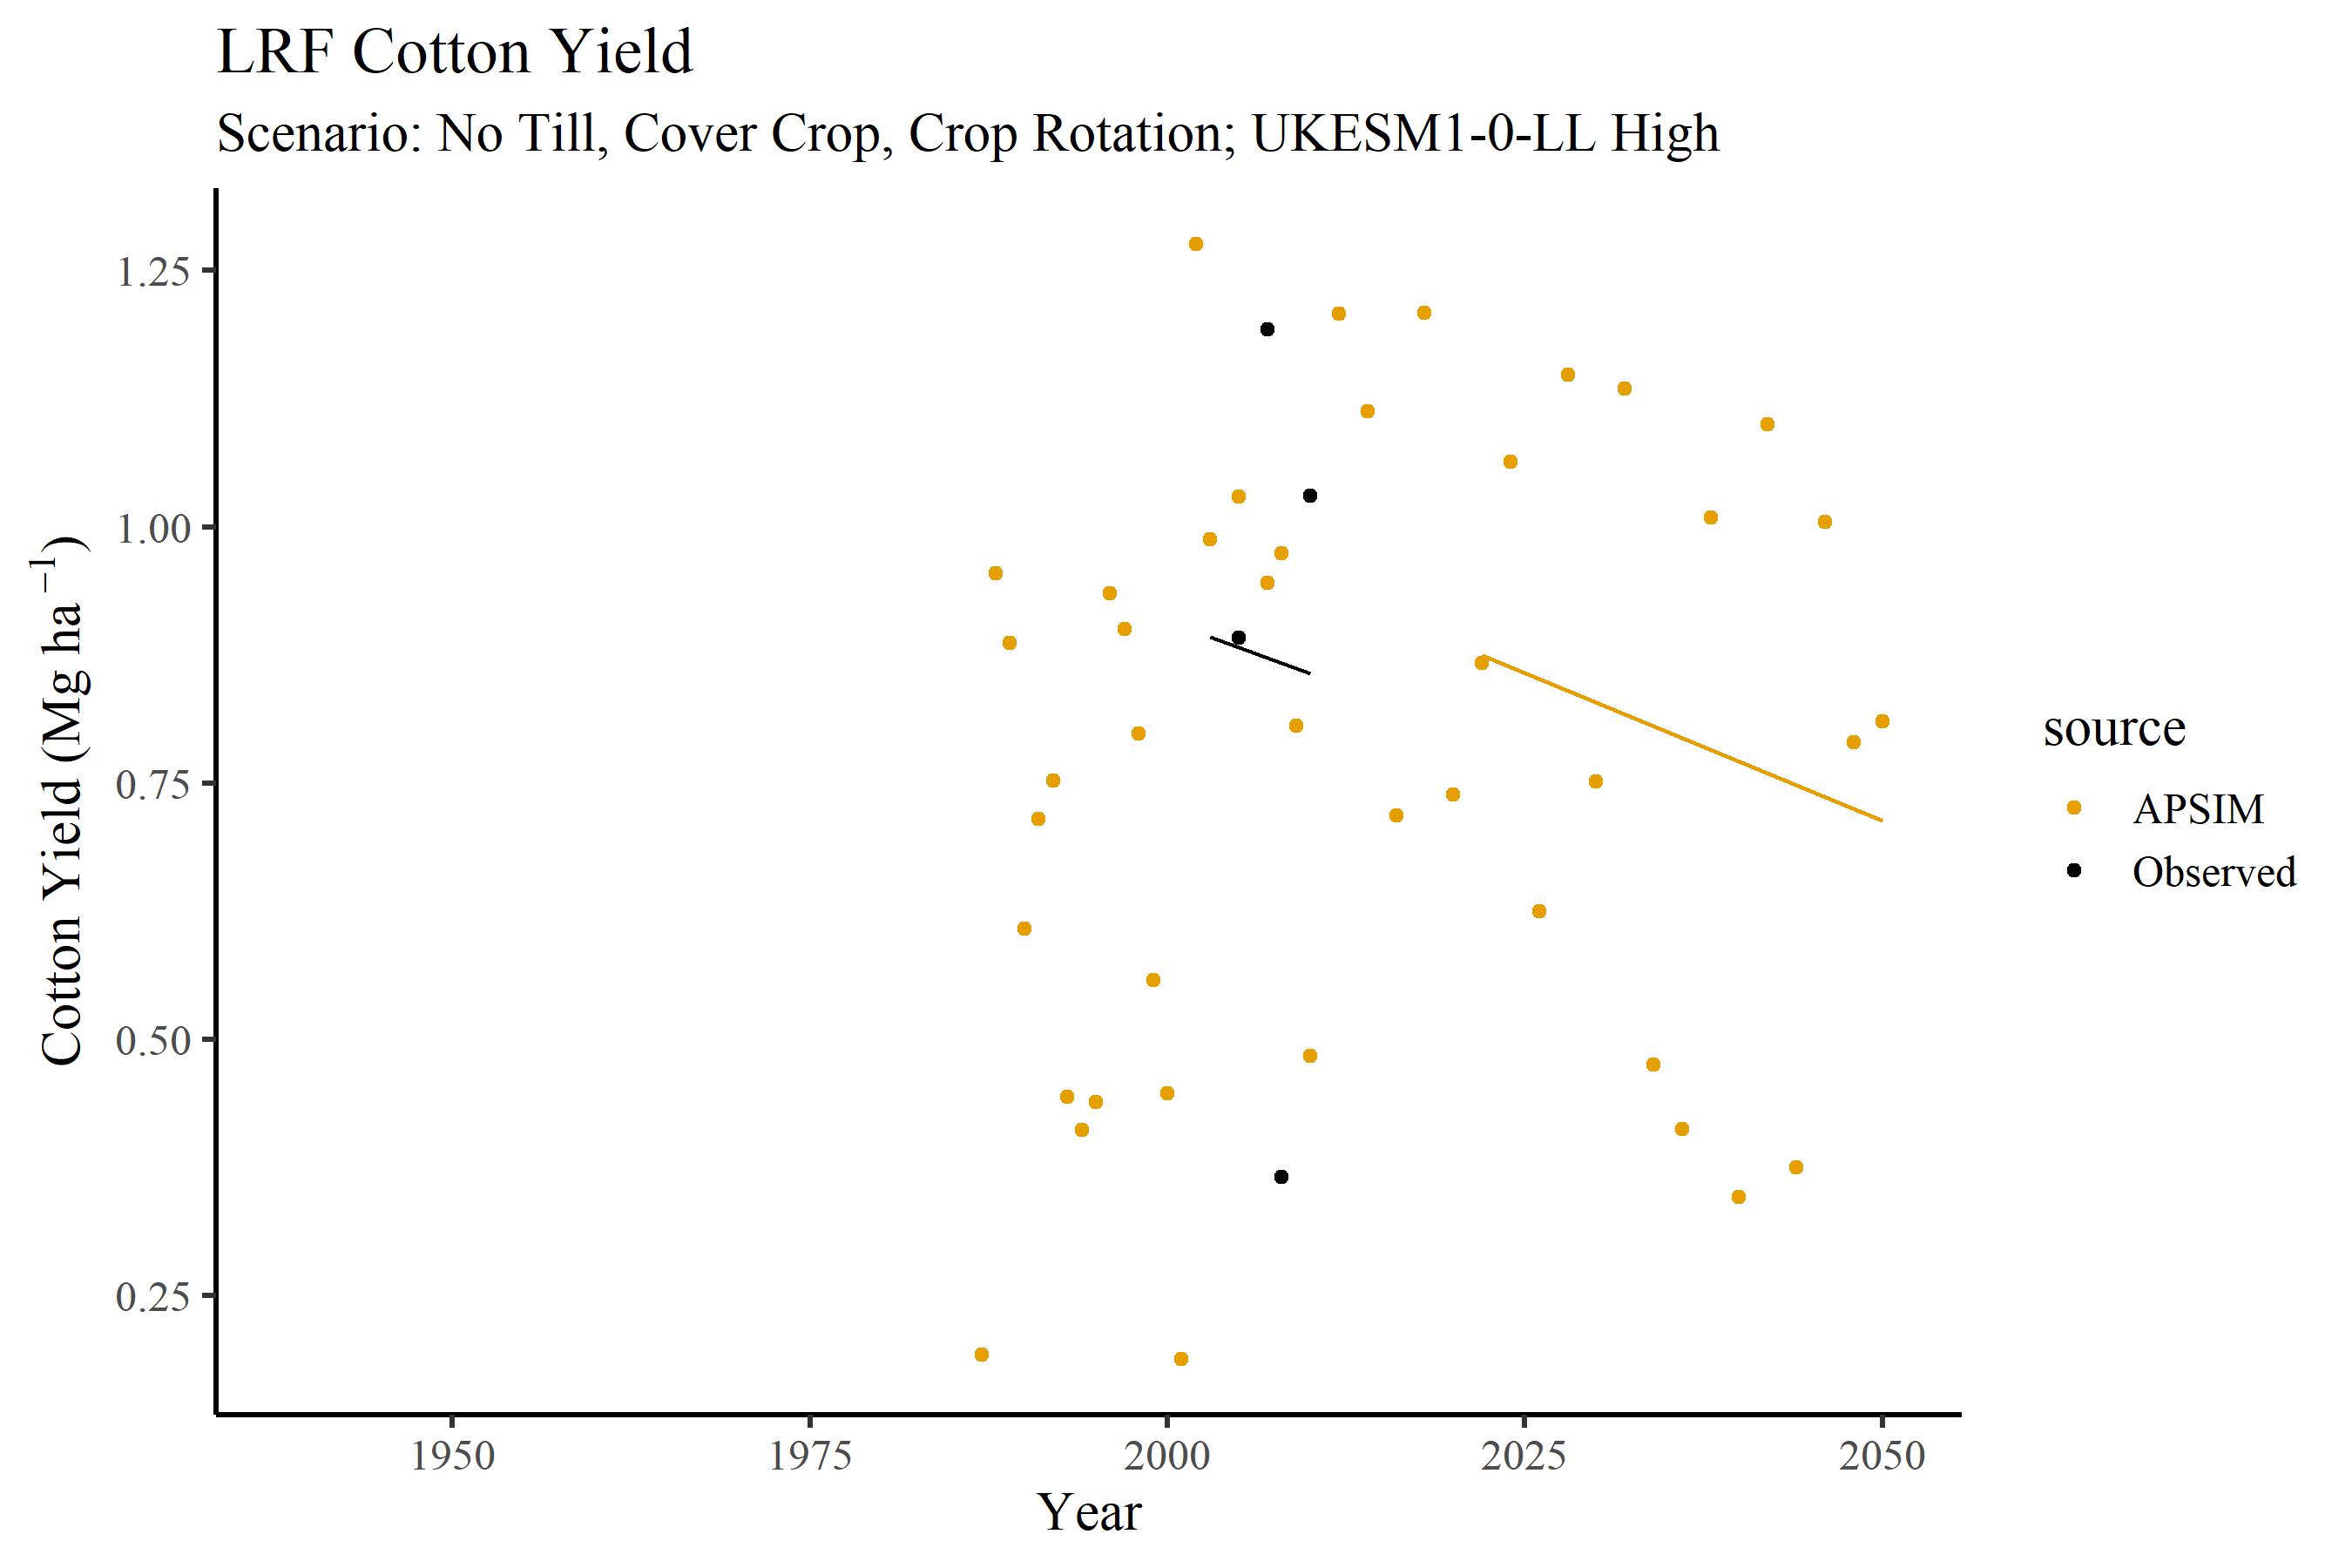 LRF Cotton Yield
Scenario: No Till, Cover Crop, Crop Rotation; UKESM1-0-LL High
Cotton Yield (Mg ha⁻¹)
1.25
1.00
0.75
0.50
0.25
1950 1975 2000 2025 2050
Year
source
APSIM
Observed